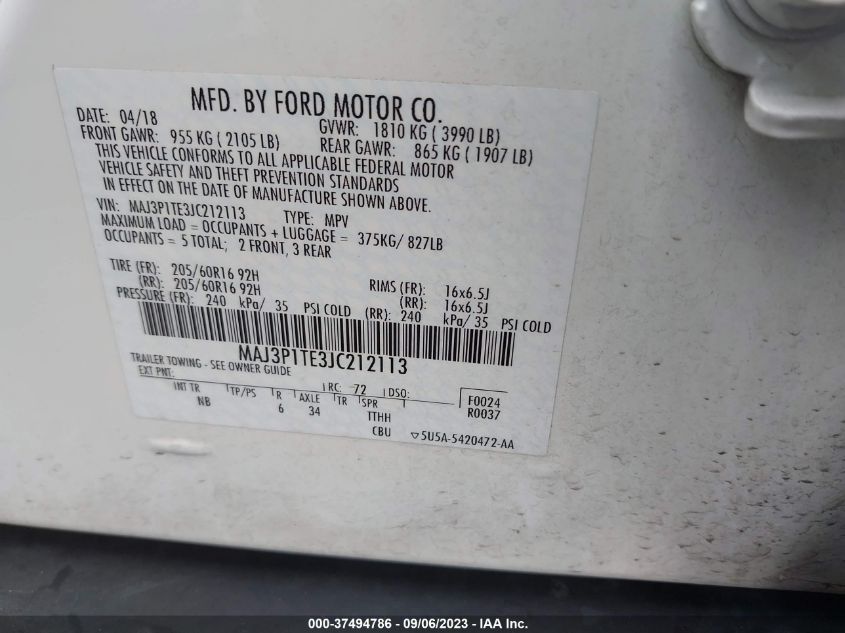 MFD. BY FORD MOTOR CO.
DATE: 04/18 GVWR: 1810 KG ( 3990 LB)
FRONT GAWR: 955 KG ( 2105 LB) REAR GAWR: 865 KG ( 1907 LB)
THIS VEHICLE CONFORMS TO ALL APPLICABLE FEDERAL MOTOR
VEHICLE SAFETY AND THEFT PREVENTION STANDARDS
IN EFFECT ON THE DATE OF MANUFACTURE SHOWN ABOVE.
VIN: MAJ3P1TE3JC212113 TYPE: MPV
MAXIMUM LOAD = OCCUPANTS + LUGGAGE = 375KG/ 827LB
OCCUPANTS = 5 TOTAL; 2 FRONT, 3 REAR
TIRE (FR): 205/60R16 92H RIMS (FR): 16x6.5J
(RR): 205/60R16 92H (RR): 16x6.5J
PRESSURE (FR): 240 kPa/ 35 PSI COLD (RR): 240 kPa/ 35 PSI COLD
MAJ3P1TE3JC212113
TRAILER TOWING - SEE OWNER GUIDE
EXT PNT: RC: 72 DSO: F0024
INT TR TP/PS R AXLE TR SPR R0037
NB 6 34 TTHH
CBU 5U5A-5420472-AA
000-37494786 - 09/06/2023 - IAA Inc.